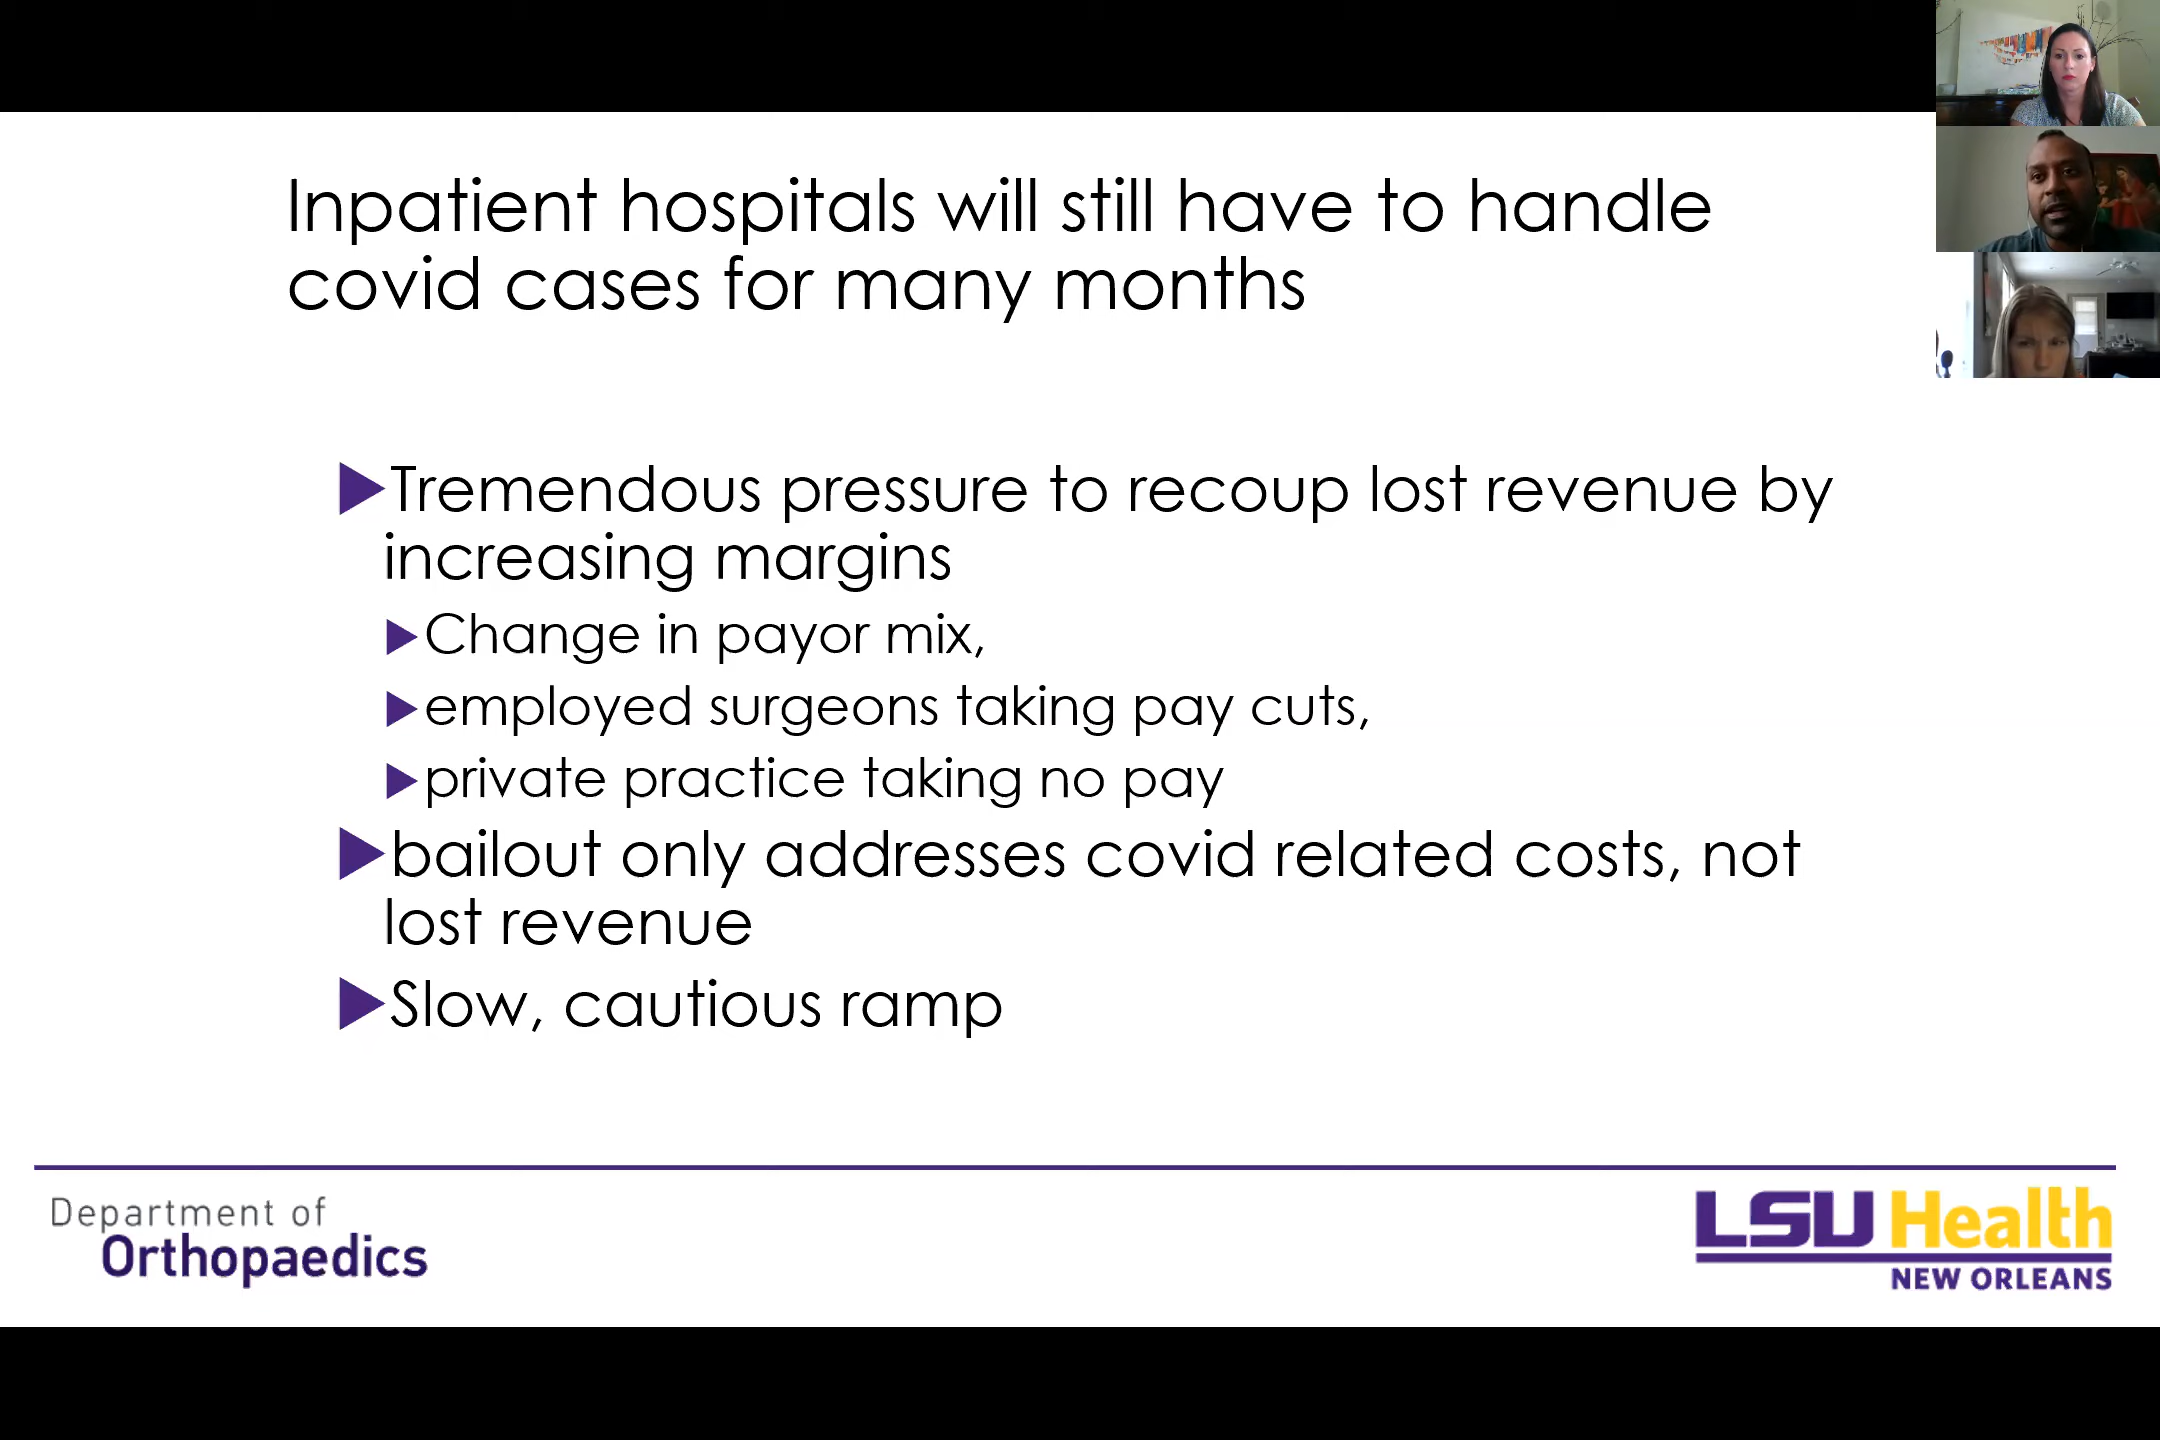 Inpatient hospitals will still have to handle
covid cases for many months
Tremendous pressure to recoup lost revenue by
increasing margins
Change in payor mix,
employed surgeons taking pay cuts,
private practice taking no pay
bailout only addresses covid related costs, not
lost revenue
Slow, cautious ramp
Department of
Orthopaedics
LSU Health
NEW ORLEANS